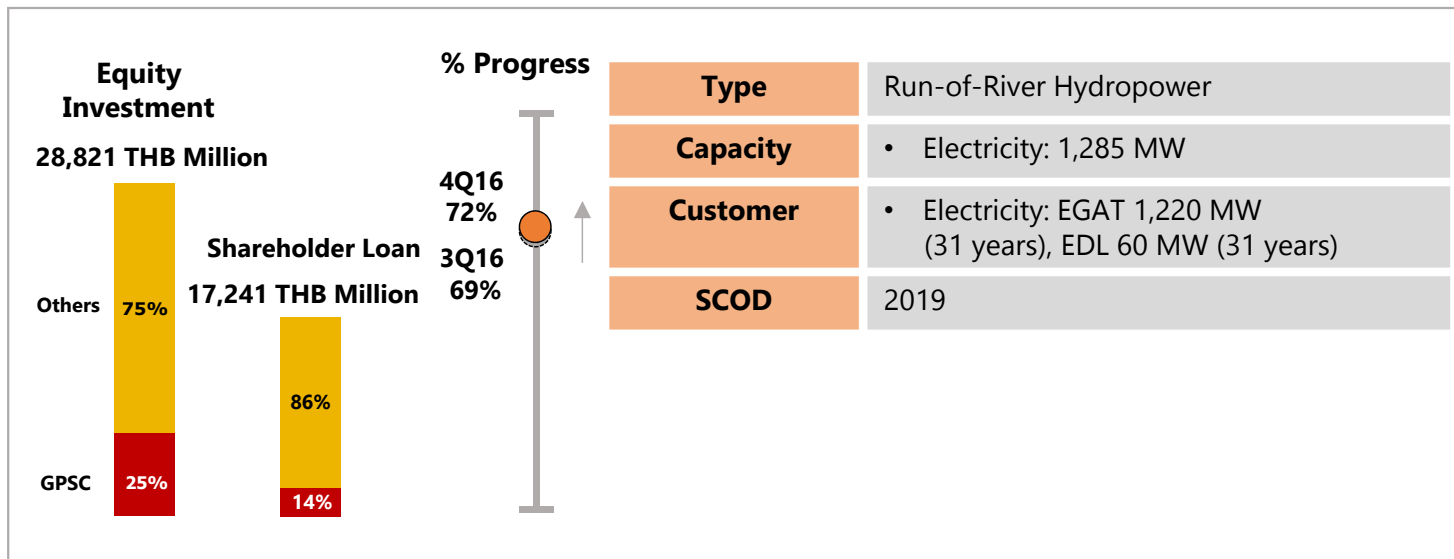 Equity
Investment
28,821 THB Million
Others
75%
GPSC
25%
Shareholder Loan
17,241 THB Million
86%
14%
% Progress
4Q16
72%
3Q16
69%
Type
Run-of-River Hydropower
Capacity
• Electricity: 1,285 MW
Customer
• Electricity: EGAT 1,220 MW
(31 years), EDL 60 MW (31 years)
SCOD
2019